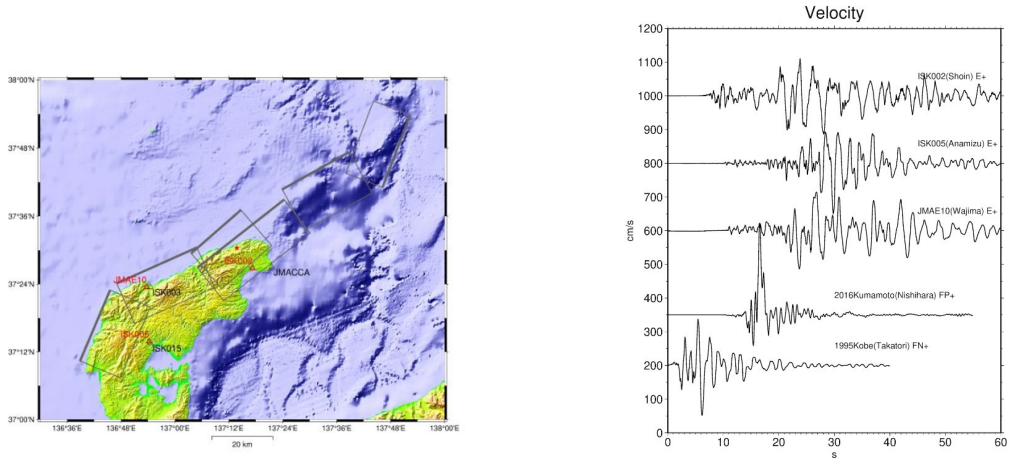 38°00'N
37°48'N
37°36'N
37°24'N
37°12'N
37°00'N
136°36'E
136°48'E
137°00'E
137°12'E
137°24'E
137°36'E
137°48'E
138°00'E
20 km
JMAE10
ISK003
JMACCA
ISK015
Velocity
1200
1100
1000
900
800
700
600
500
400
300
200
100
0
cm/s
ISK002(Shoin) E+
ISK005(Anamizu) E+
JMAE10(Wajima) E+
2016Kumamoto(Nishihara) FP+
1995Kobe(Takatori) FN+
0
10
20
30
40
50
60
s